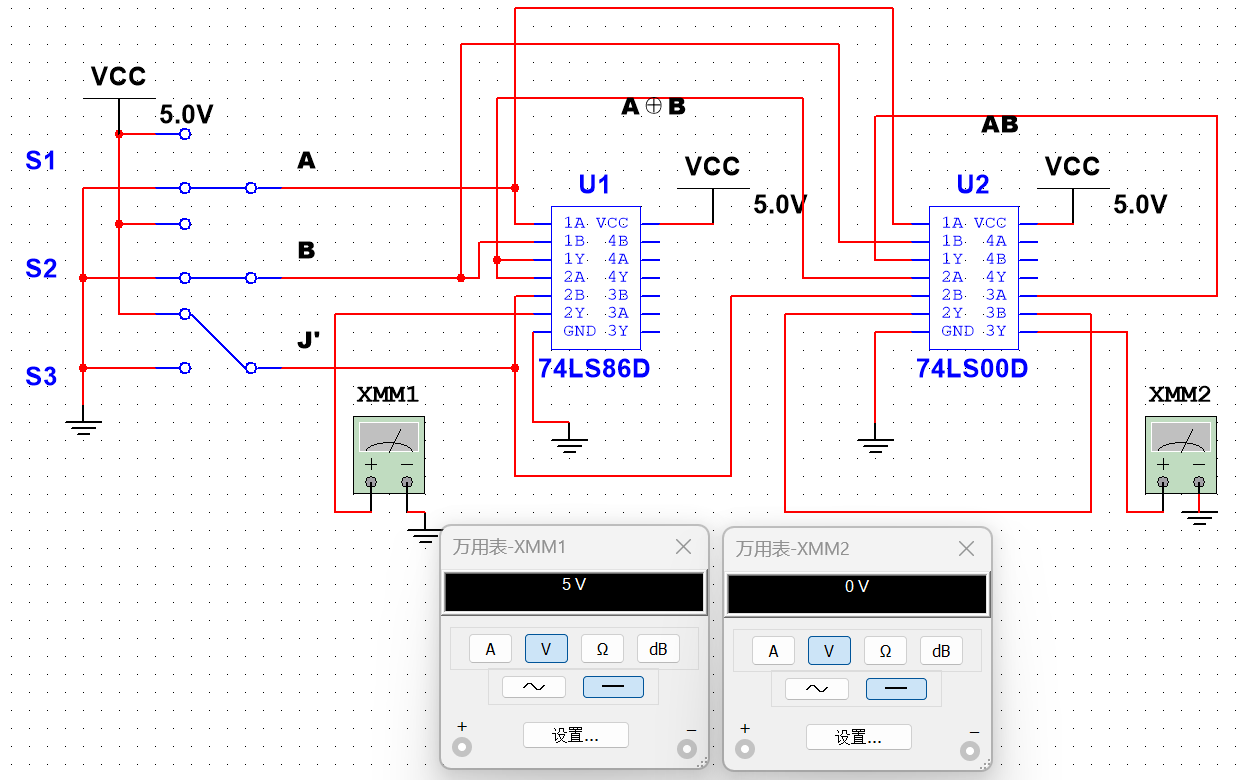 VCC
5.0V
S1
A
S2
B
S3
J'
A ⊕ B
U1
VCC
5.0V
1A VCC
1B 4B
1Y 4A
2A 4Y
2B 3B
2Y 3A
GND 3Y
74LS86D
AB
U2
VCC
5.0V
1A VCC
1B 4A
1Y 4B
2A 4Y
2B 3A
2Y 3B
GND 3Y
74LS00D
XMM1
+ −
XMM2
+ −
万用表-XMM1
5 V
A V Ω dB
+ 设置... −
万用表-XMM2
0 V
A V Ω dB
+ 设置... −